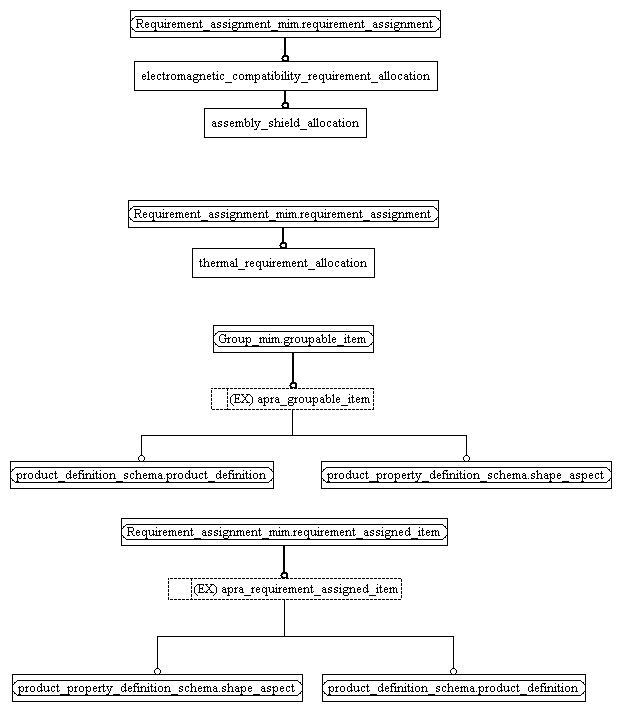 Requirement_assignment_mim.requirement_assignment
electromagnetic_compatibility_requirement_allocation
assembly_shield_allocation
Requirement_assignment_mim.requirement_assignment
thermal_requirement_allocation
Group_mim.groupable_item
(EX) apra_groupable_item
product_definition_schema.product_definition
product_property_definition_schema.shape_aspect
Requirement_assignment_mim.requirement_assigned_item
(EX) apra_requirement_assigned_item
product_property_definition_schema.shape_aspect
product_definition_schema.product_definition